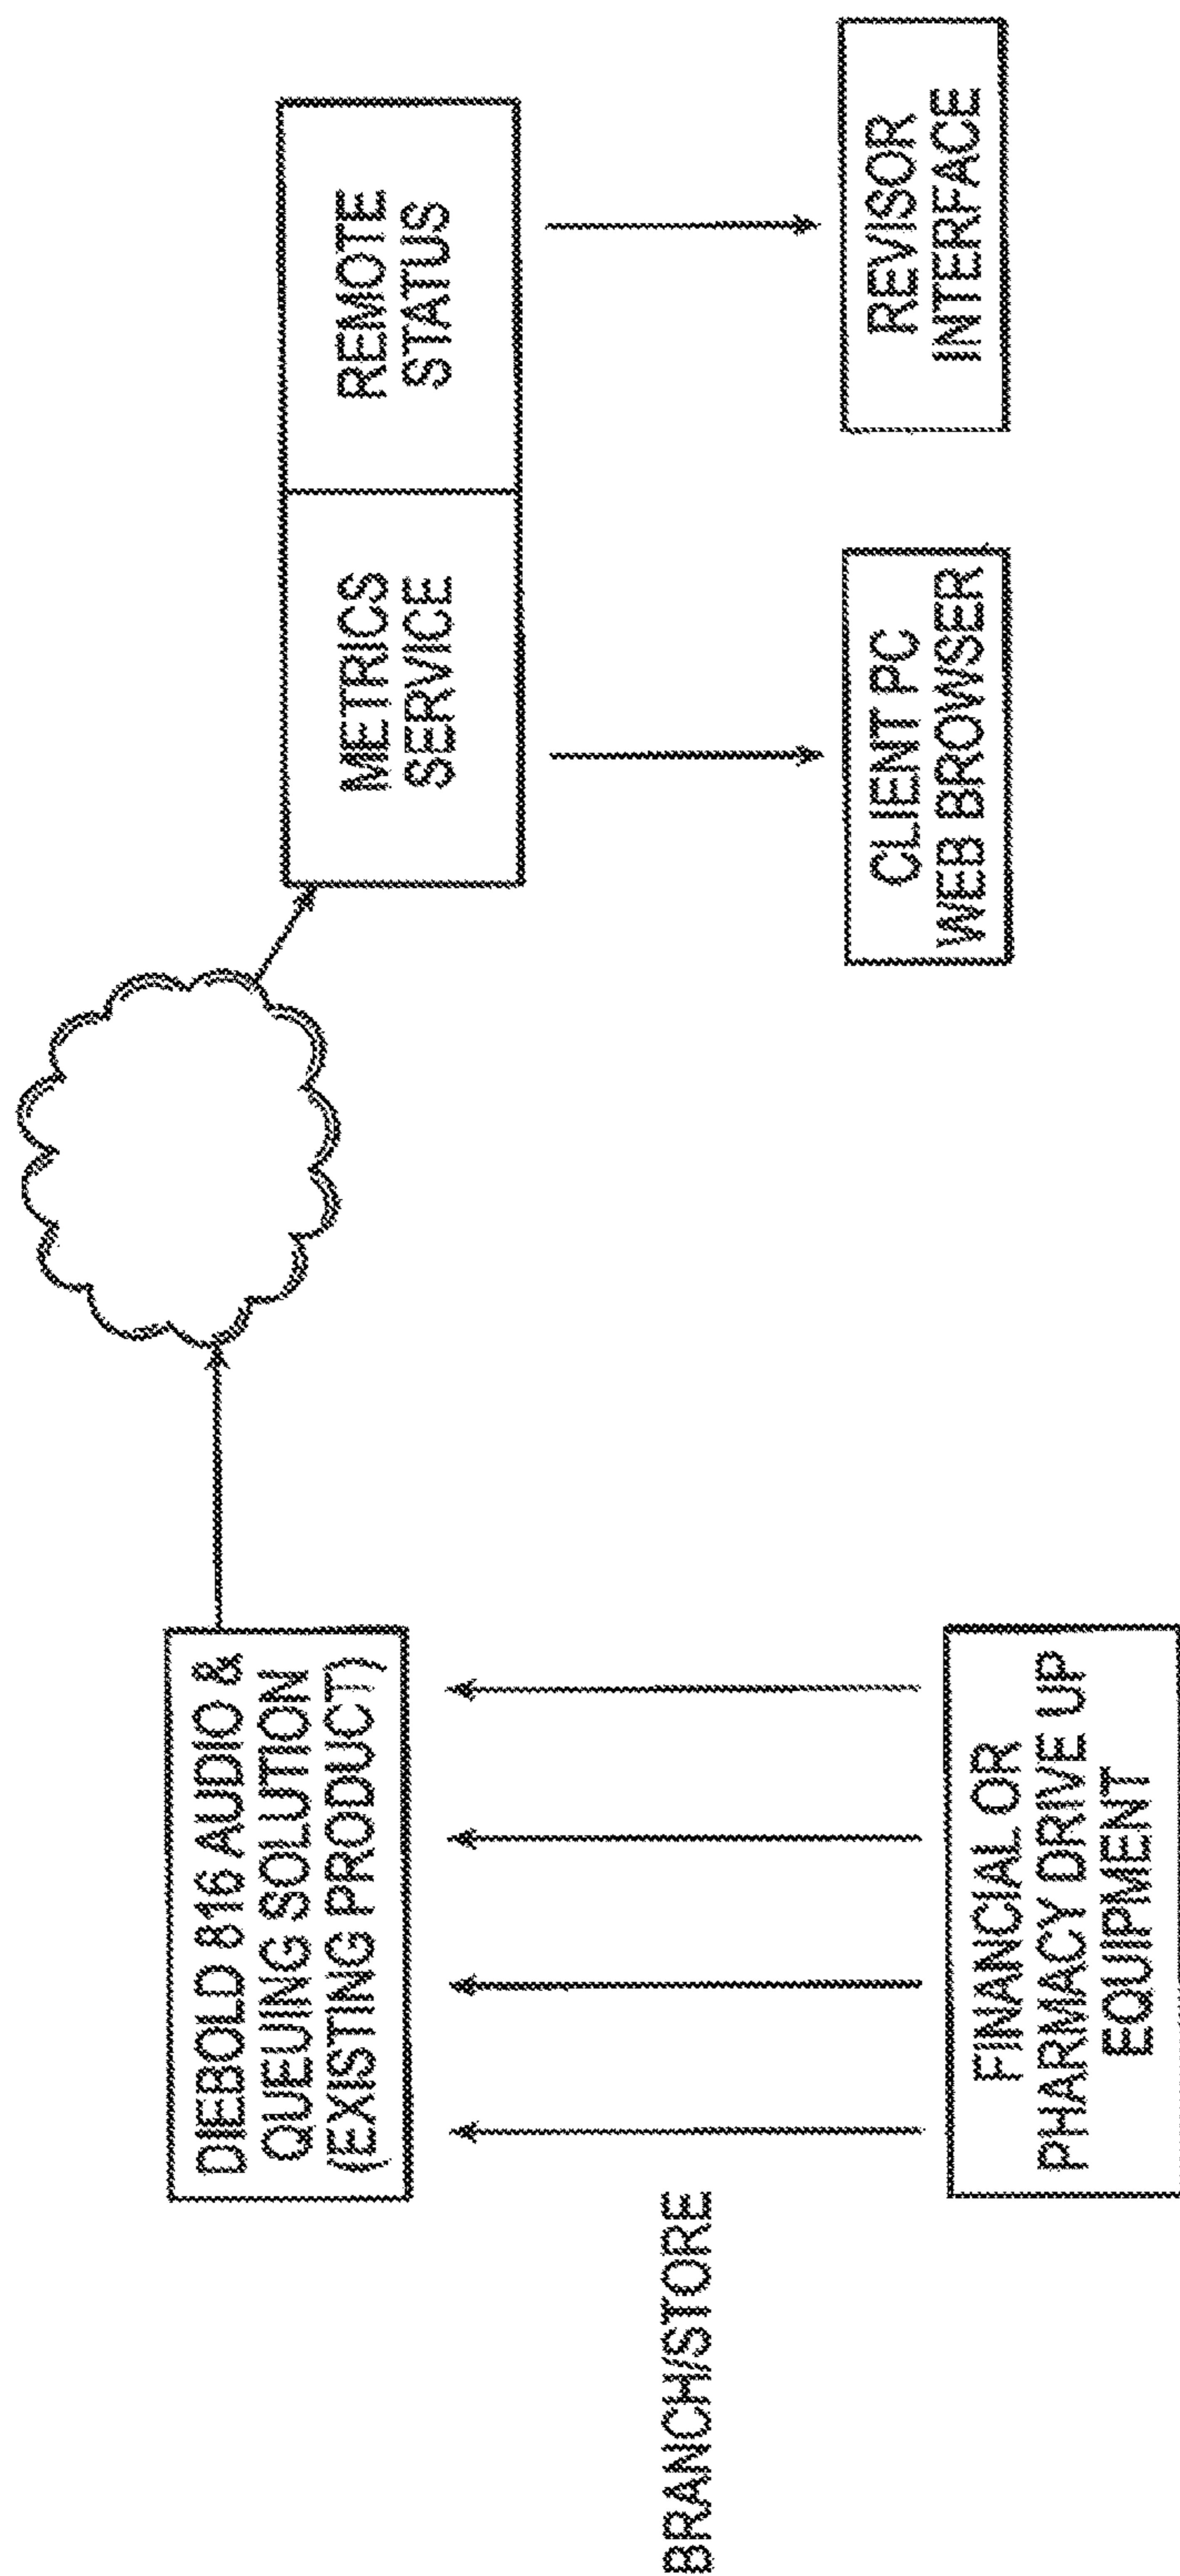 DIEBOLD 816 AUDIO &
QUEUING SOLUTION
(EXISTING PRODUCT)
METRICS
SERVICE
REMOTE
STATUS
BRANCH/STORE
FINANCIAL OR
PHARMACY DRIVE UP
EQUIPMENT
CLIENT PC
WEB BROWSER
REVISOR
INTERFACE